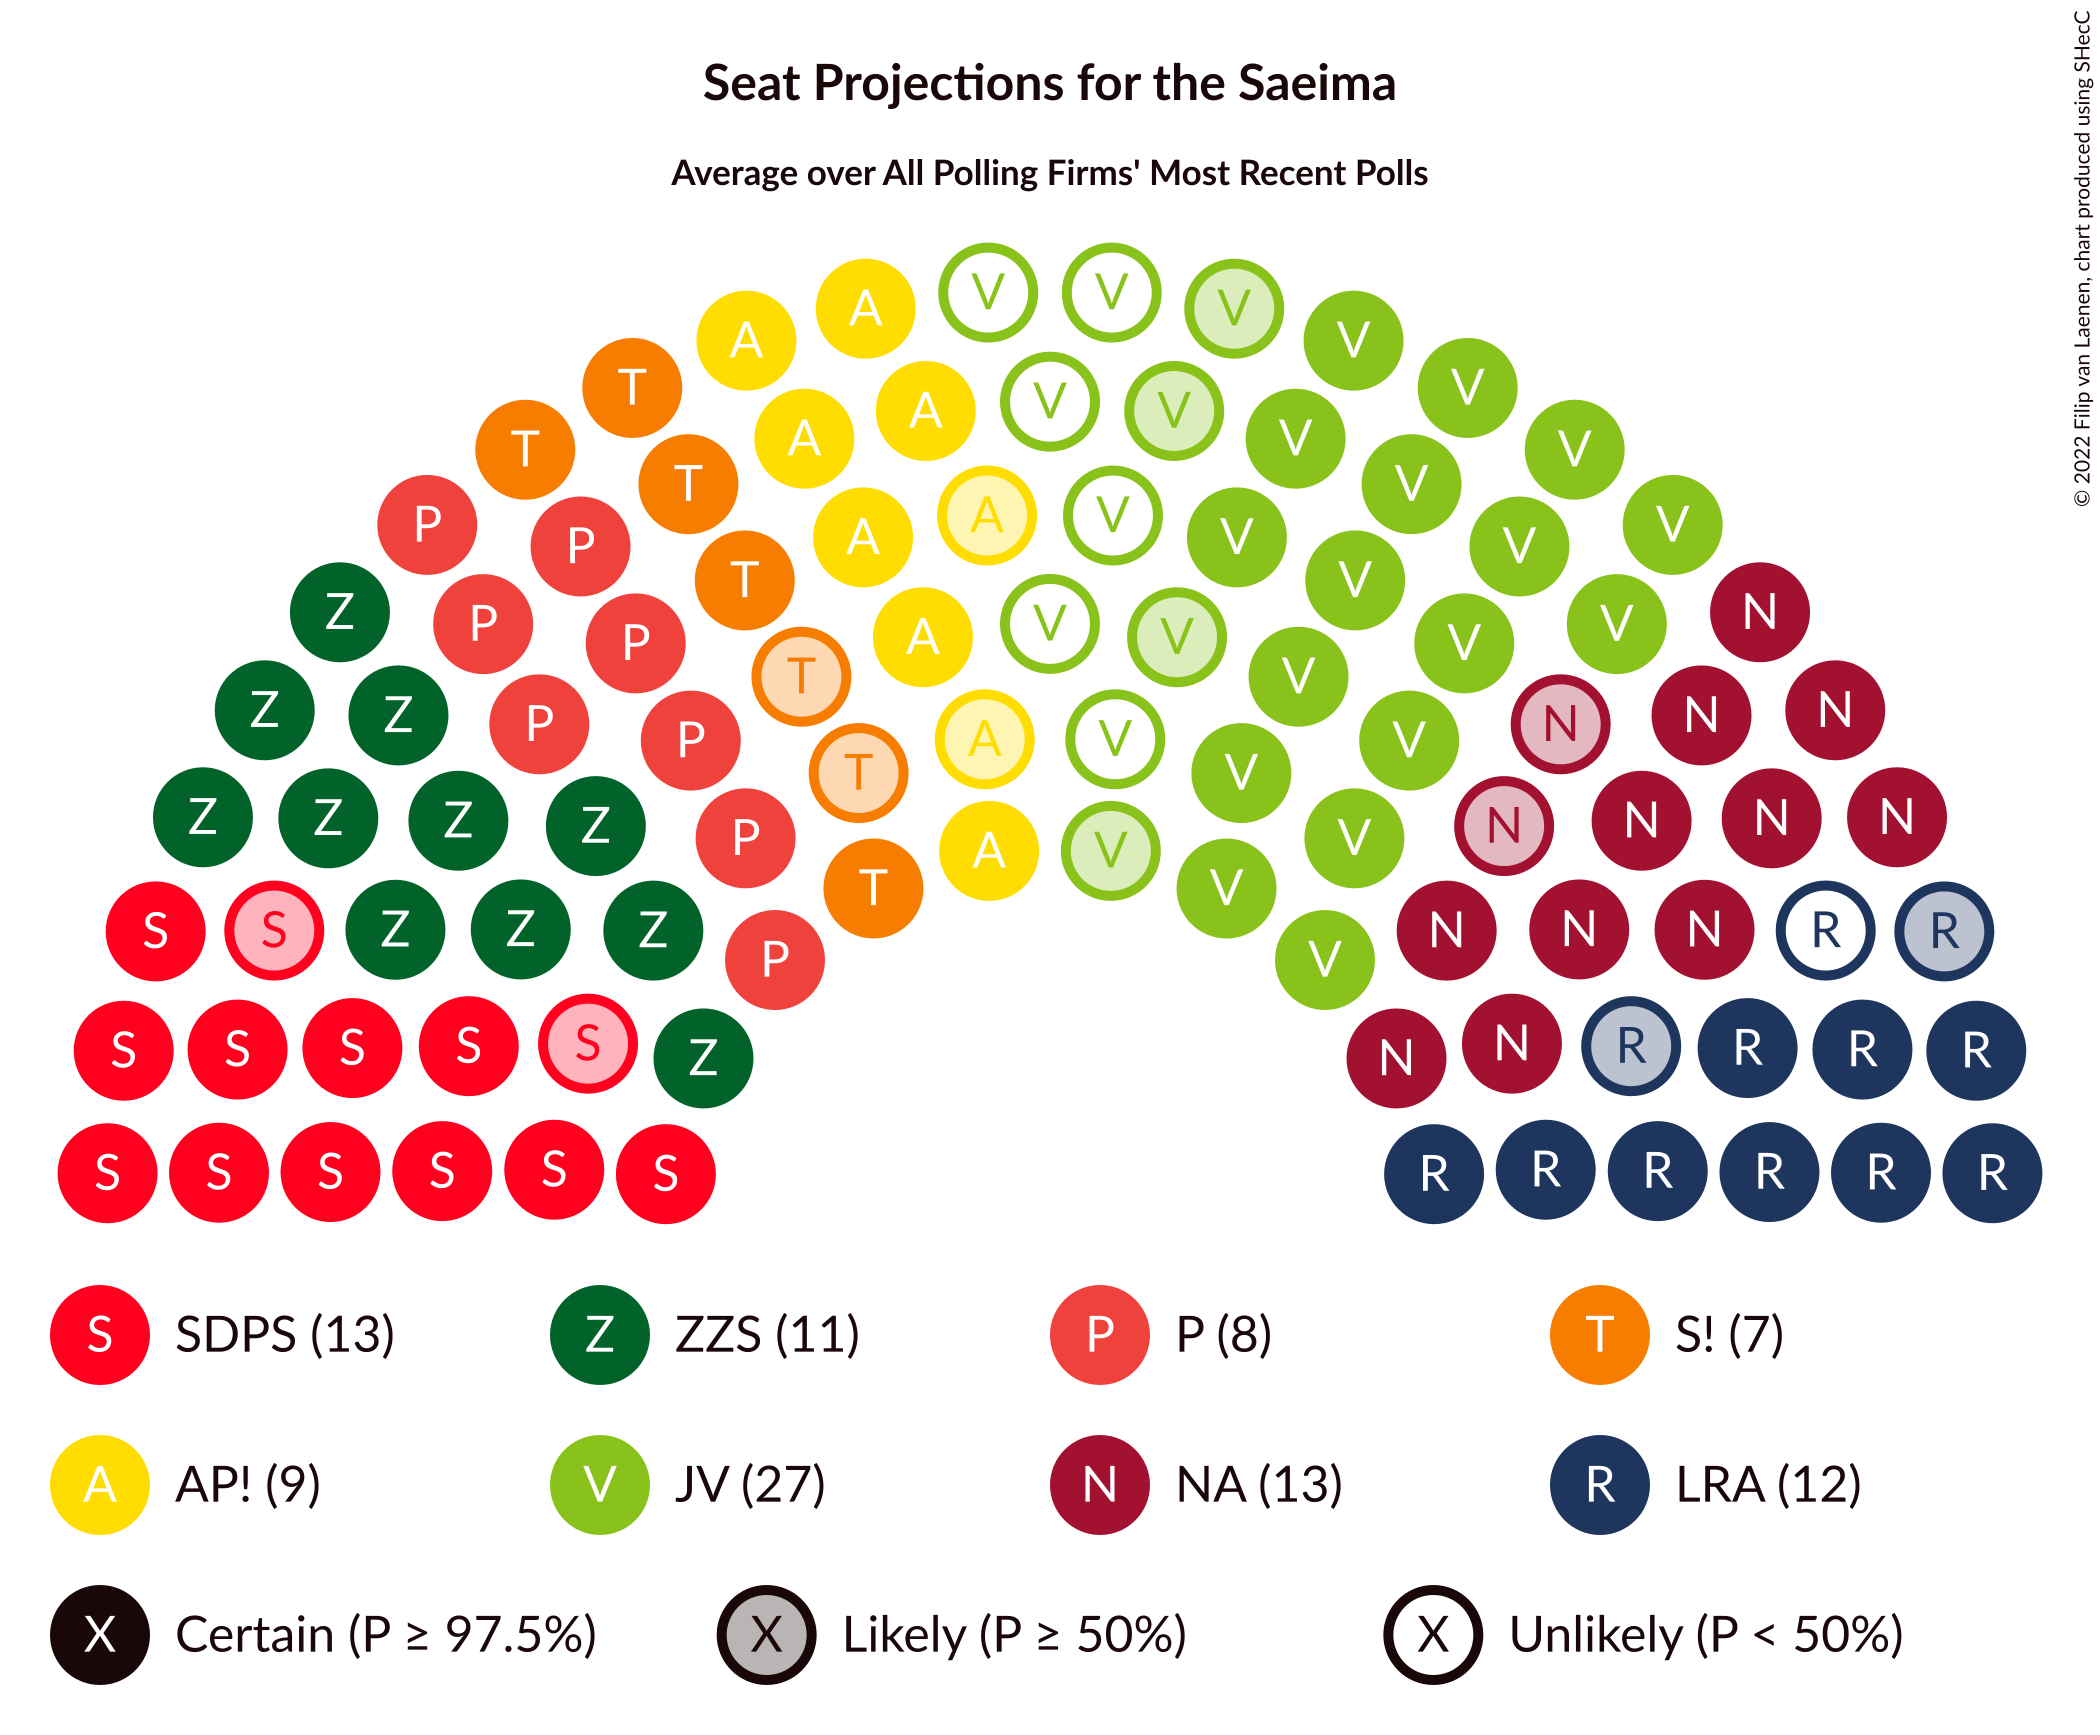 Seat Projections for the Saeima
Average over All Polling Firms' Most Recent Polls
© 2022 Filip van Laenen, chart produced using SHecC
V V
A V
A V
T V
A V
T V
A V
T V
P V
P A V V
T V
P V
A V
P V
Z N
P V
A V
T V
P V
Z N
Z N
P N
P A V V
T V
Z N
Z N
Z N
Z N
P V
A V
T V
S R
S R
Z N
Z N
Z N
P V
S R
S R
S R
S R
S N
Z N
S S S S S S R R R R R R
S SDPS (13) Z ZZS (11) P P (8) T S! (7)
A AP! (9) V JV (27) N NA (13) R LRA (12)
X Certain (P ≥ 97.5%) X Likely (P ≥ 50%) X Unlikely (P < 50%)